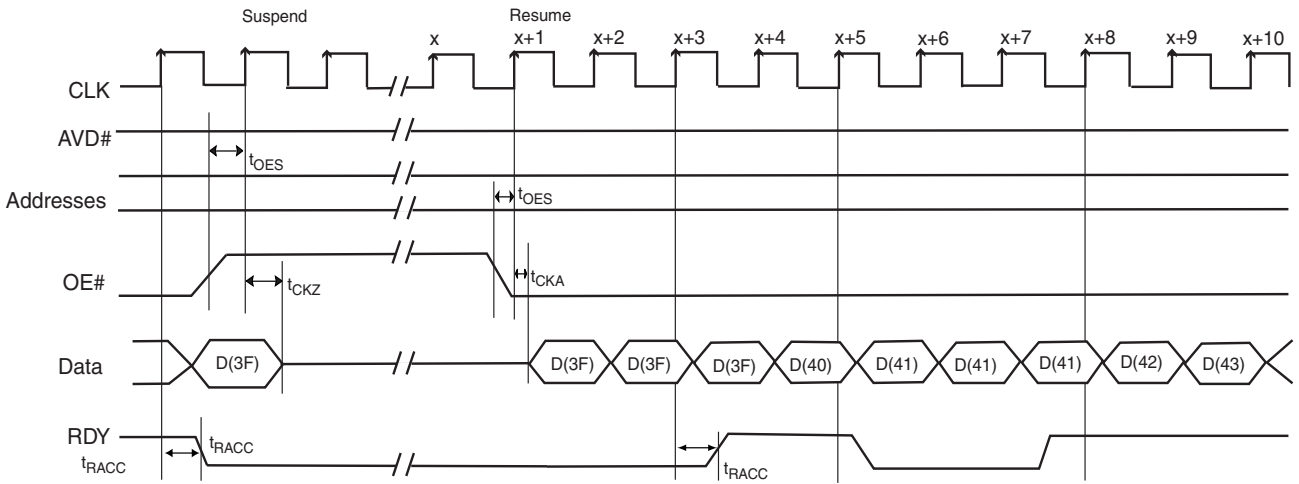 Suspend Resume
x x+1 x+2 x+3 x+4 x+5 x+6 x+7 x+8 x+9 x+10
CLK
AVD#
tOES
Addresses
tOES
OE#
tCKZ
tCKA
Data D(3F) D(3F) D(3F) D(3F) D(40) D(41) D(41) D(41) D(42) D(43)
RDY
tRACC tRACC tRACC